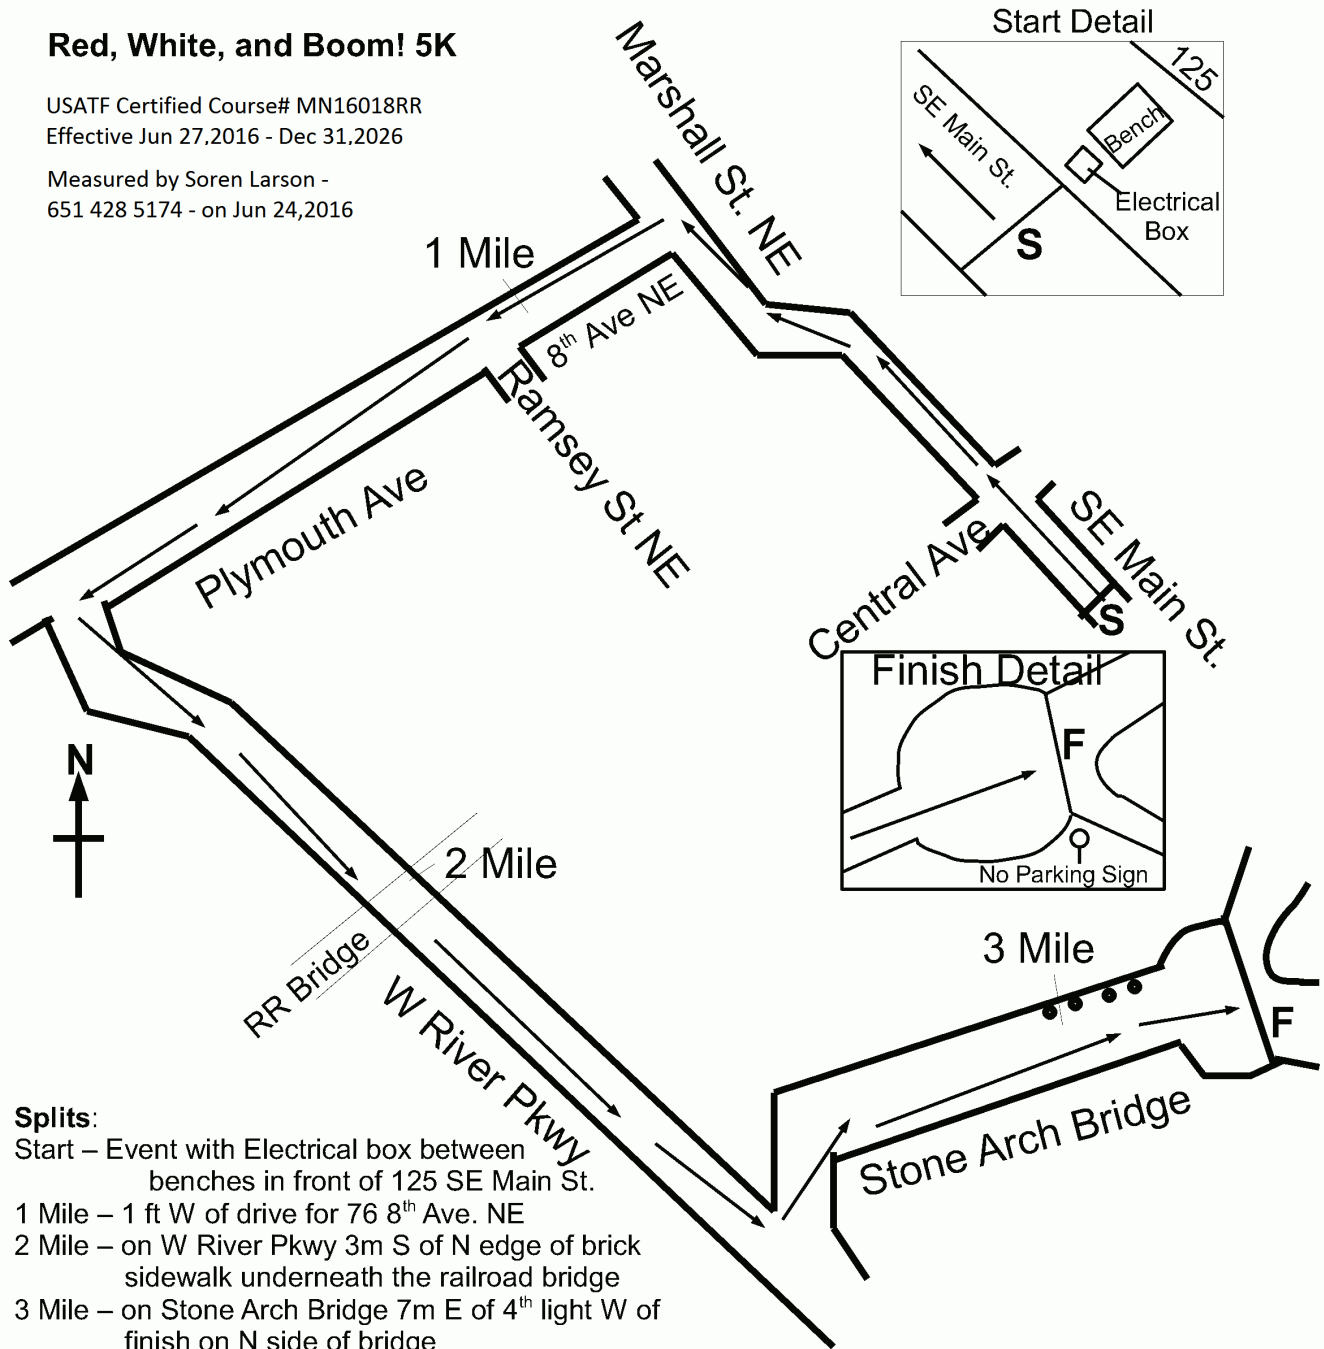 Red, White, and Boom! 5K
USATF Certified Course# MN16018RR
Effective Jun 27,2016 - Dec 31,2026
Measured by Soren Larson -
651 428 5174 - on Jun 24,2016
Start Detail
125
SE Main St.
Bench
Electrical
Box
S
Marshall St. NE
1 Mile
8th Ave NE
Ramsey St NE
Plymouth Ave
Central Ave
SE Main St.
S
Finish Detail
F
No Parking Sign
N
2 Mile
RR Bridge
W River Pkwy
3 Mile
F
Stone Arch Bridge
Splits:
Start – Event with Electrical box between
benches in front of 125 SE Main St.
1 Mile – 1 ft W of drive for 76 8th Ave. NE
2 Mile – on W River Pkwy 3m S of N edge of brick
sidewalk underneath the railroad bridge
3 Mile – on Stone Arch Bridge 7m E of 4th light W of
finish on N side of bridge